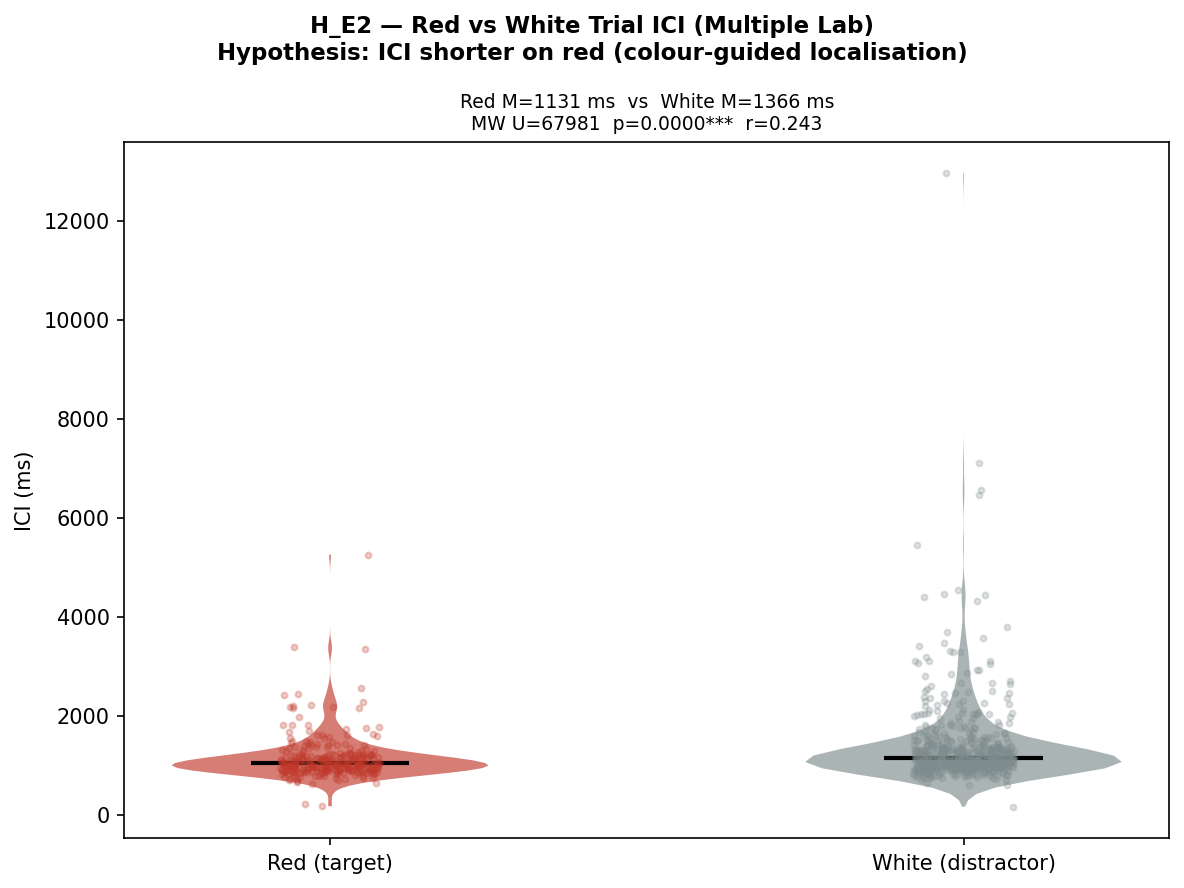 H_E2 — Red vs White Trial ICI (Multiple Lab)
Hypothesis: ICI shorter on red (colour-guided localisation)
Red M=1131 ms  vs  White M=1366 ms
MW U=67981  p=0.0000***  r=0.243
12000
10000
8000
6000
4000
2000
0
ICI (ms)
Red (target)
White (distractor)